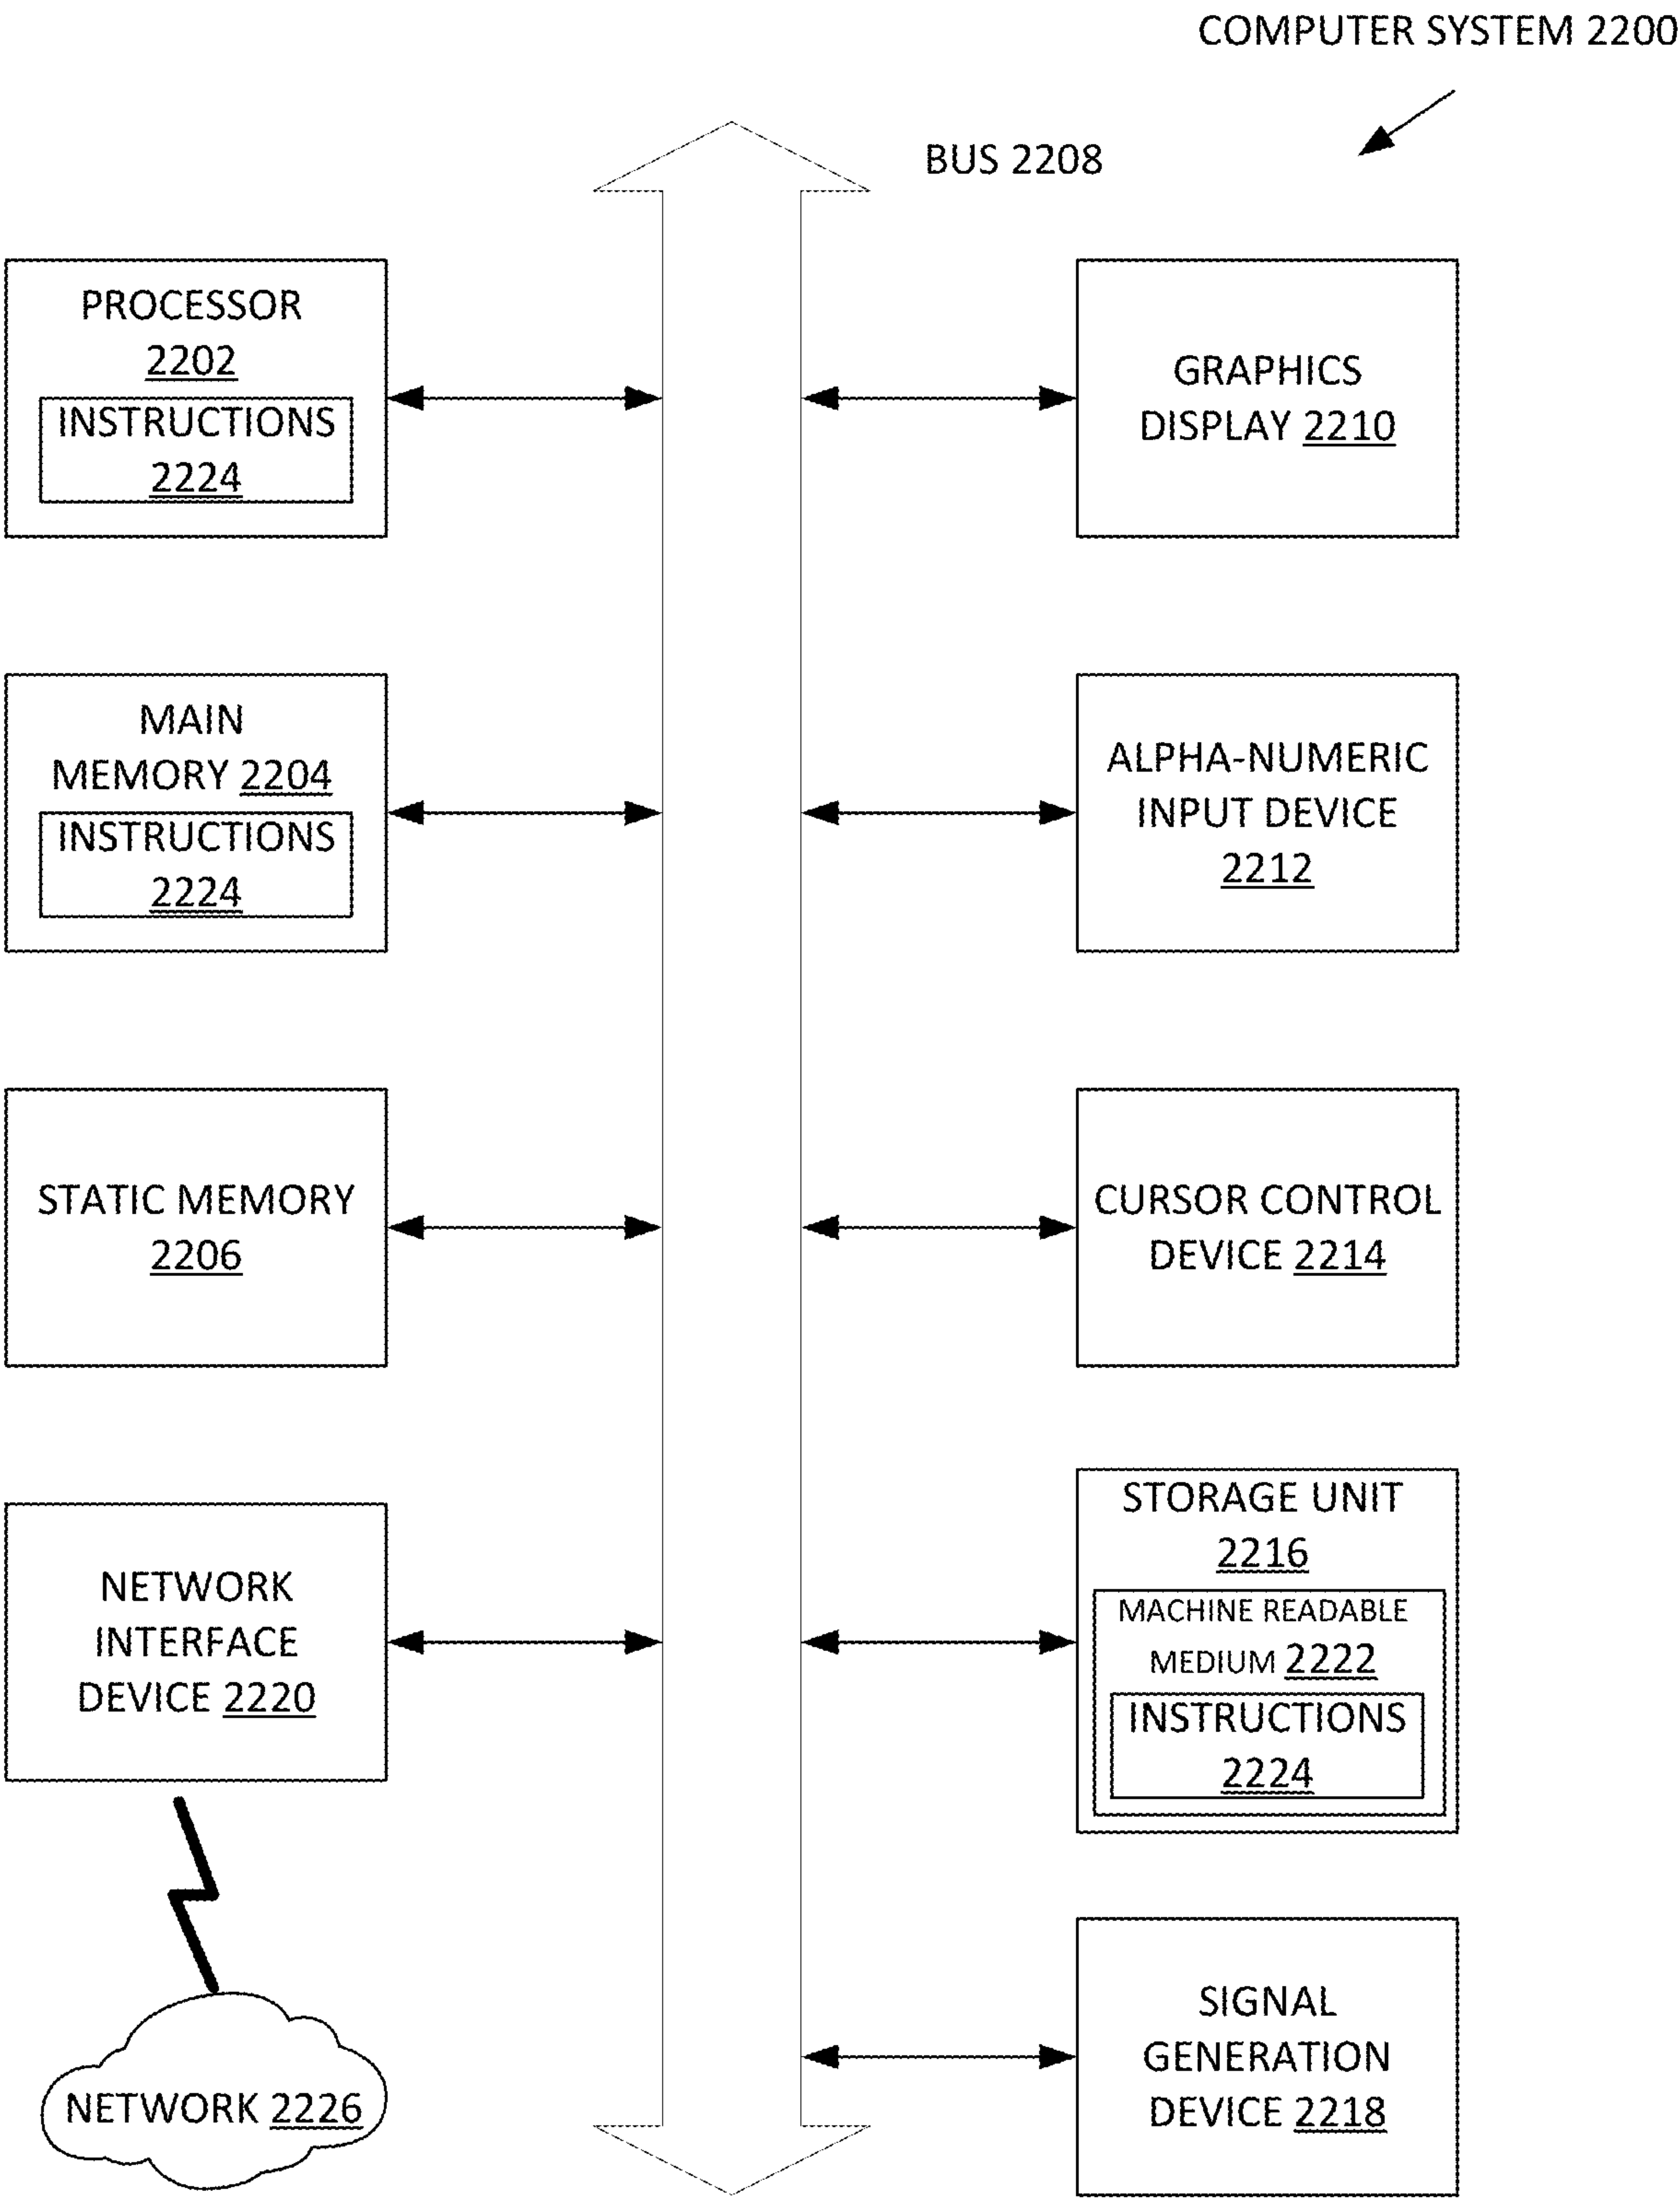 COMPUTER SYSTEM 2200
BUS 2208
PROCESSOR
2202
INSTRUCTIONS
2224
GRAPHICS
DISPLAY 2210
MAIN
MEMORY 2204
INSTRUCTIONS
2224
ALPHA-NUMERIC
INPUT DEVICE
2212
STATIC MEMORY
2206
CURSOR CONTROL
DEVICE 2214
NETWORK
INTERFACE
DEVICE 2220
STORAGE UNIT
2216
MACHINE READABLE
MEDIUM 2222
INSTRUCTIONS
2224
NETWORK 2226
SIGNAL
GENERATION
DEVICE 2218